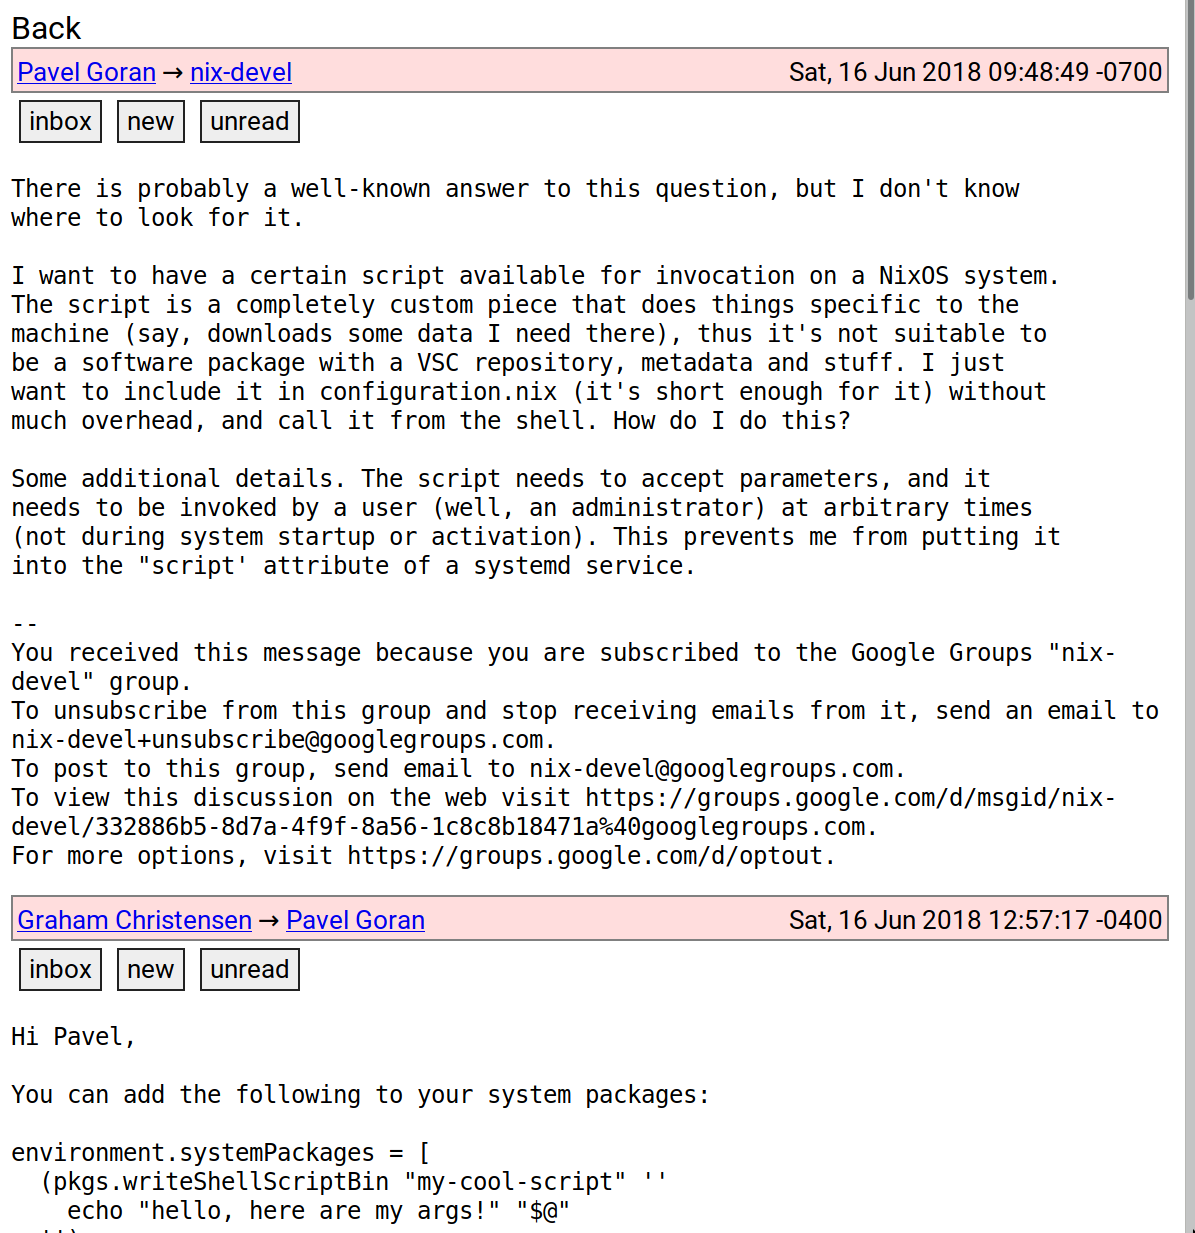 Back
Pavel Goran → nix-devel Sat, 16 Jun 2018 09:48:49 -0700
inbox new unread
There is probably a well-known answer to this question, but I don't know
where to look for it.
I want to have a certain script available for invocation on a NixOS system.
The script is a completely custom piece that does things specific to the
machine (say, downloads some data I need there), thus it's not suitable to
be a software package with a VSC repository, metadata and stuff. I just
want to include it in configuration.nix (it's short enough for it) without
much overhead, and call it from the shell. How do I do this?
Some additional details. The script needs to accept parameters, and it
needs to be invoked by a user (well, an administrator) at arbitrary times
(not during system startup or activation). This prevents me from putting it
into the "script' attribute of a systemd service.
--
You received this message because you are subscribed to the Google Groups "nix-
devel" group.
To unsubscribe from this group and stop receiving emails from it, send an email to
nix-devel+unsubscribe@googlegroups.com.
To post to this group, send email to nix-devel@googlegroups.com.
To view this discussion on the web visit https://groups.google.com/d/msgid/nix-
devel/332886b5-8d7a-4f9f-8a56-1c8c8b18471a%40googlegroups.com.
For more options, visit https://groups.google.com/d/optout.
Graham Christensen → Pavel Goran Sat, 16 Jun 2018 12:57:17 -0400
inbox new unread
Hi Pavel,
You can add the following to your system packages:
environment.systemPackages = [
(pkgs.writeShellScriptBin "my-cool-script" ''
echo "hello, here are my args!" "$@"